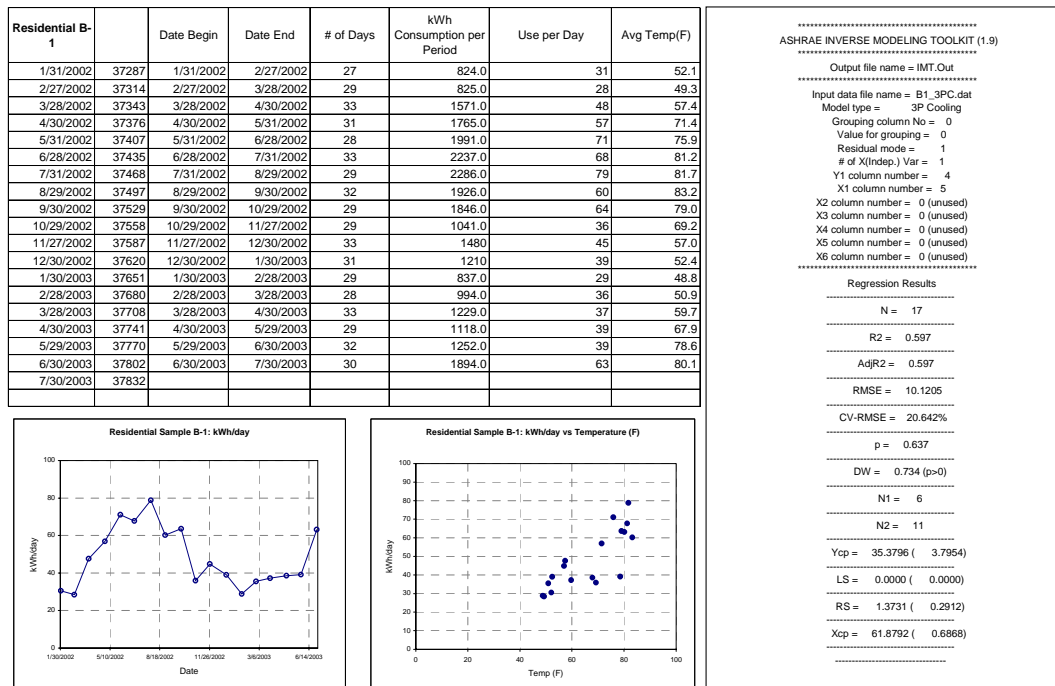 Residential B-1 Date Begin Date End # of Days kWh Consumption per Period Use per Day Avg Temp(F)
1/31/2002 37287 1/31/2002 2/27/2002 27 824.0 31 52.1
2/27/2002 37314 2/27/2002 3/28/2002 29 825.0 28 49.3
3/28/2002 37343 3/28/2002 4/30/2002 33 1571.0 48 57.4
4/30/2002 37376 4/30/2002 5/31/2002 31 1765.0 57 71.4
5/31/2002 37407 5/31/2002 6/28/2002 28 1991.0 71 75.9
6/28/2002 37435 6/28/2002 7/31/2002 33 2237.0 68 81.2
7/31/2002 37468 7/31/2002 8/29/2002 29 2286.0 79 81.7
8/29/2002 37497 8/29/2002 9/30/2002 32 1926.0 60 83.2
9/30/2002 37529 9/30/2002 10/29/2002 29 1846.0 64 79.0
10/29/2002 37558 10/29/2002 11/27/2002 29 1041.0 36 69.2
11/27/2002 37587 11/27/2002 12/30/2002 33 1480 45 57.0
12/30/2002 37620 12/30/2002 1/30/2003 31 1210 39 52.4
1/30/2003 37651 1/30/2003 2/28/2003 29 837.0 29 48.8
2/28/2003 37680 2/28/2003 3/28/2003 28 994.0 36 50.9
3/28/2003 37708 3/28/2003 4/30/2003 33 1229.0 37 59.7
4/30/2003 37741 4/30/2003 5/29/2003 29 1118.0 39 67.9
5/29/2003 37770 5/29/2003 6/30/2003 32 1252.0 39 78.6
6/30/2003 37802 6/30/2003 7/30/2003 30 1894.0 63 80.1
7/30/2003 37832
Residential Sample B-1: kWh/day
kWh/day
100
80
60
40
20
0
1/30/2002 5/10/2002 8/18/2002 11/26/2002 3/6/2003 6/14/2003
Date
Residential Sample B-1: kWh/day vs Temperature (F)
kWh/day
100
90
80
70
60
50
40
30
20
10
0
0 20 40 60 80 100
Temp (F)
********************************************
ASHRAE INVERSE MODELING TOOLKIT (1.9)
********************************************
Output file name = IMT.Out
********************************************
Input data file name = B1_3PC.dat
Model type = 3P Cooling
Grouping column No = 0
Value for grouping = 0
Residual mode = 1
# of X(Indep.) Var = 1
Y1 column number = 4
X1 column number = 5
X2 column number = 0 (unused)
X3 column number = 0 (unused)
X4 column number = 0 (unused)
X5 column number = 0 (unused)
X6 column number = 0 (unused)
********************************************
Regression Results
--------------------------------------
N = 17
--------------------------------------
R2 = 0.597
--------------------------------------
AdjR2 = 0.597
--------------------------------------
RMSE = 10.1205
--------------------------------------
CV-RMSE = 20.642%
--------------------------------------
p = 0.637
--------------------------------------
DW = 0.734 (p>0)
--------------------------------------
N1 = 6
--------------------------------------
N2 = 11
--------------------------------------
Ycp = 35.3796 ( 3.7954)
--------------------------------------
LS = 0.0000 ( 0.0000)
--------------------------------------
RS = 1.3731 ( 0.2912)
--------------------------------------
Xcp = 61.8792 ( 0.6868)
--------------------------------------
---------------------------------